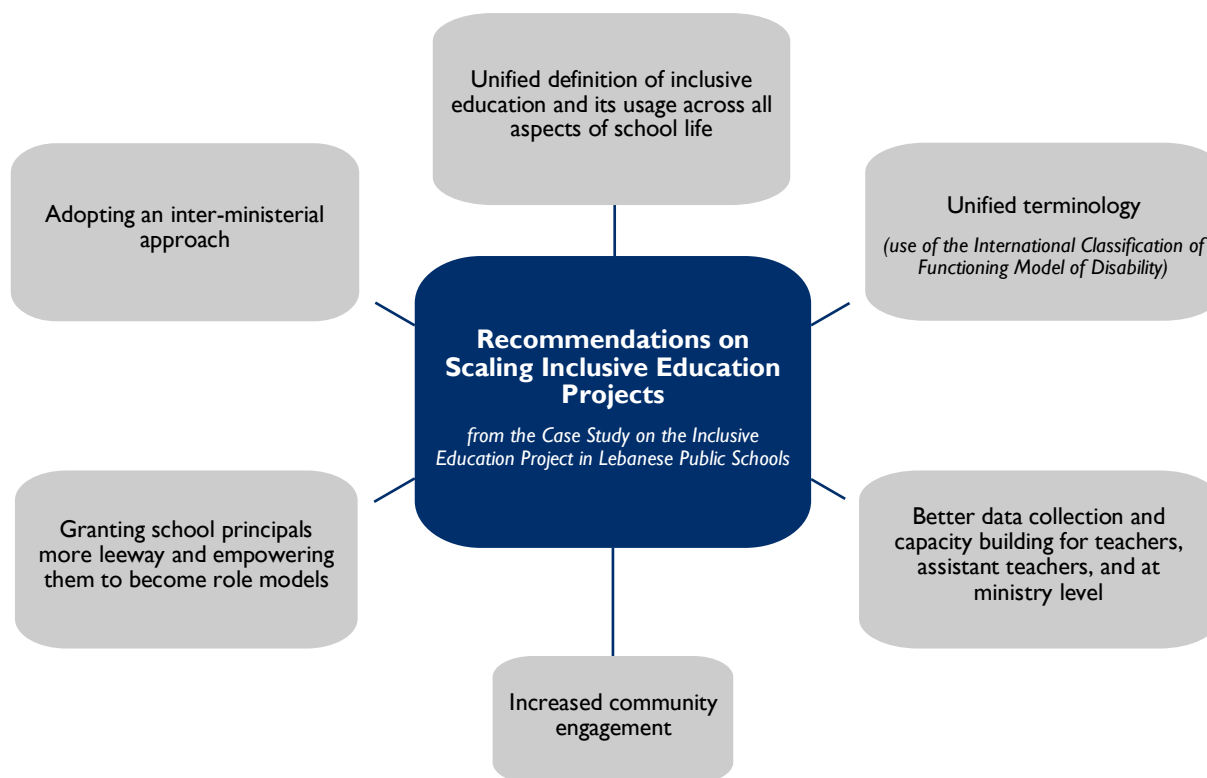 Unified definition of inclusive
education and its usage across all
aspects of school life
Adopting an inter-ministerial
approach
Unified terminology
(use of the International Classification of
Functioning Model of Disability)
Recommendations on
Scaling Inclusive Education
Projects
from the Case Study on the Inclusive
Education Project in Lebanese Public Schools
Granting school principals
more leeway and empowering
them to become role models
Better data collection and
capacity building for teachers,
assistant teachers, and at
ministry level
Increased community
engagement